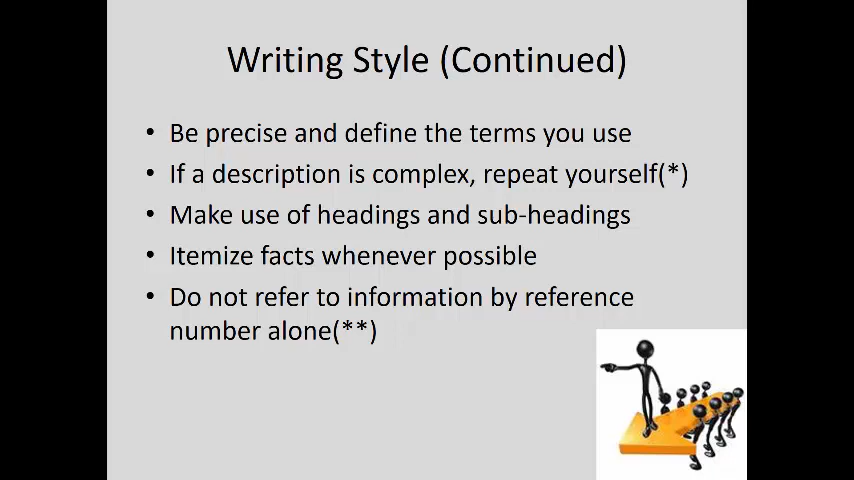 Writing Style (Continued)
• Be precise and define the terms you use
• If a description is complex, repeat yourself(*)
• Make use of headings and sub-headings
• Itemize facts whenever possible
• Do not refer to information by reference
number alone(**)